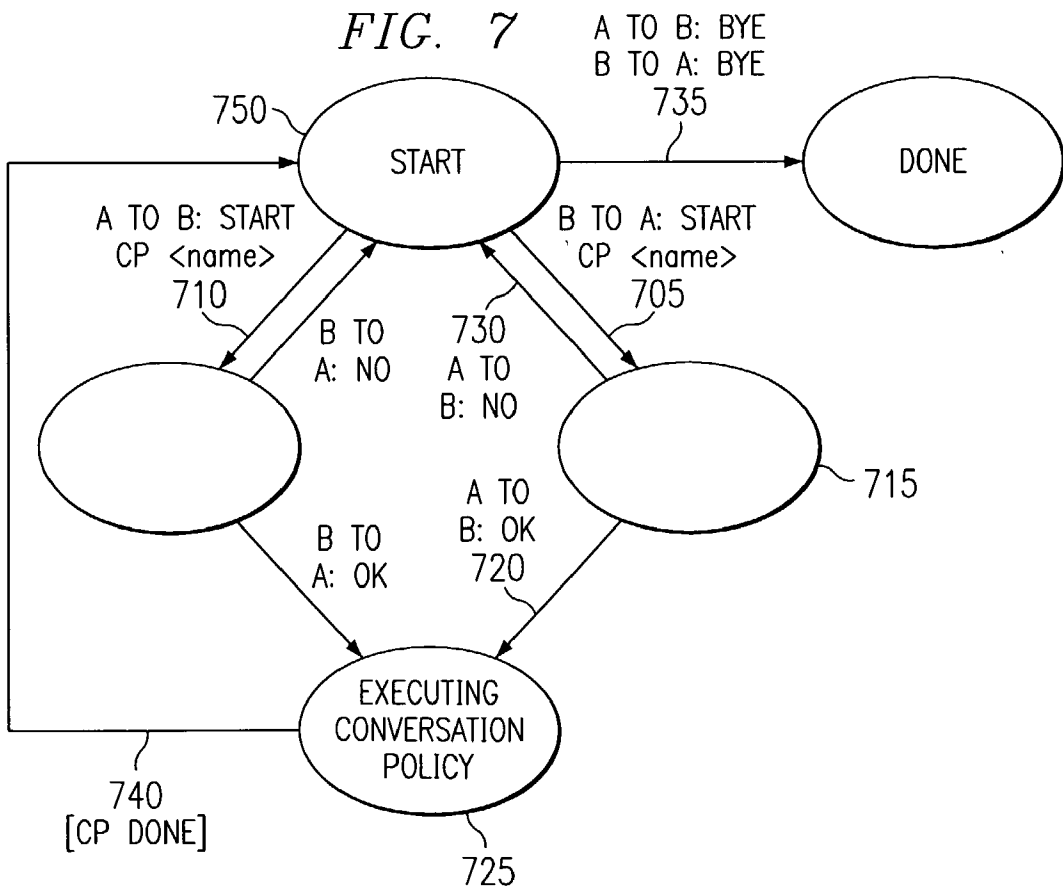 FIG. 7
A TO B: BYE
B TO A: BYE
735
750
START
DONE
A TO B: START
CP <name>
710
B TO A: START
CP <name>
705
B TO
A: NO
730
A TO
B: NO
715
B TO
A: OK
A TO
B: OK
720
EXECUTING
CONVERSATION
POLICY
740
[CP DONE]
725